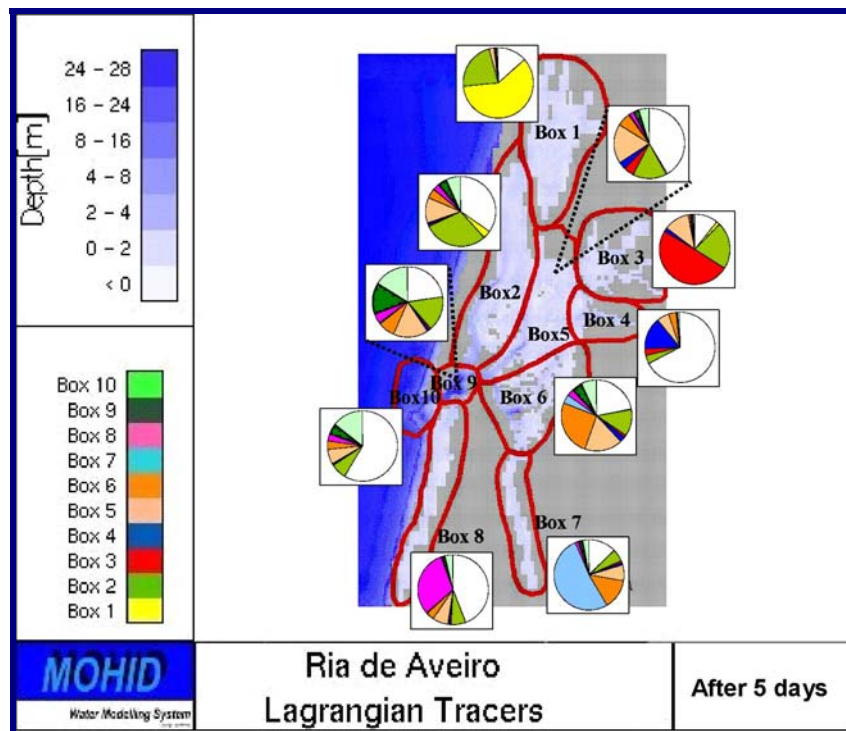 Depth[m]
24 - 28
16 - 24
8 - 16
4 - 8
2 - 4
0 - 2
< 0
Box 10
Box 9
Box 8
Box 7
Box 6
Box 5
Box 4
Box 3
Box 2
Box 1
Box 1
Box 3
Box2
Box 4
Box5
Box 9
Box10
Box 6
Box 8
Box 7
MOHID
Water Modelling System
Ria de Aveiro
Lagrangian Tracers
After 5 days